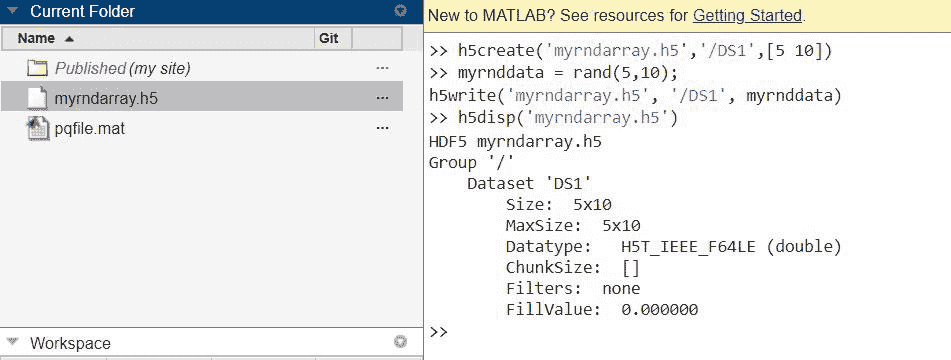 Current Folder
Name Git
Published (my site) ...
myrndarray.h5 ...
pqfile.mat ...
Workspace
New to MATLAB? See resources for Getting Started.
>> h5create('myrndarray.h5','/DS1',[5 10])
>> myrnddata = rand(5,10);
h5write('myrndarray.h5', '/DS1', myrnddata)
>> h5disp('myrndarray.h5')
HDF5 myrndarray.h5
Group '/'
Dataset 'DS1'
Size: 5x10
MaxSize: 5x10
Datatype: H5T_IEEE_F64LE (double)
ChunkSize: []
Filters: none
FillValue: 0.000000
>>